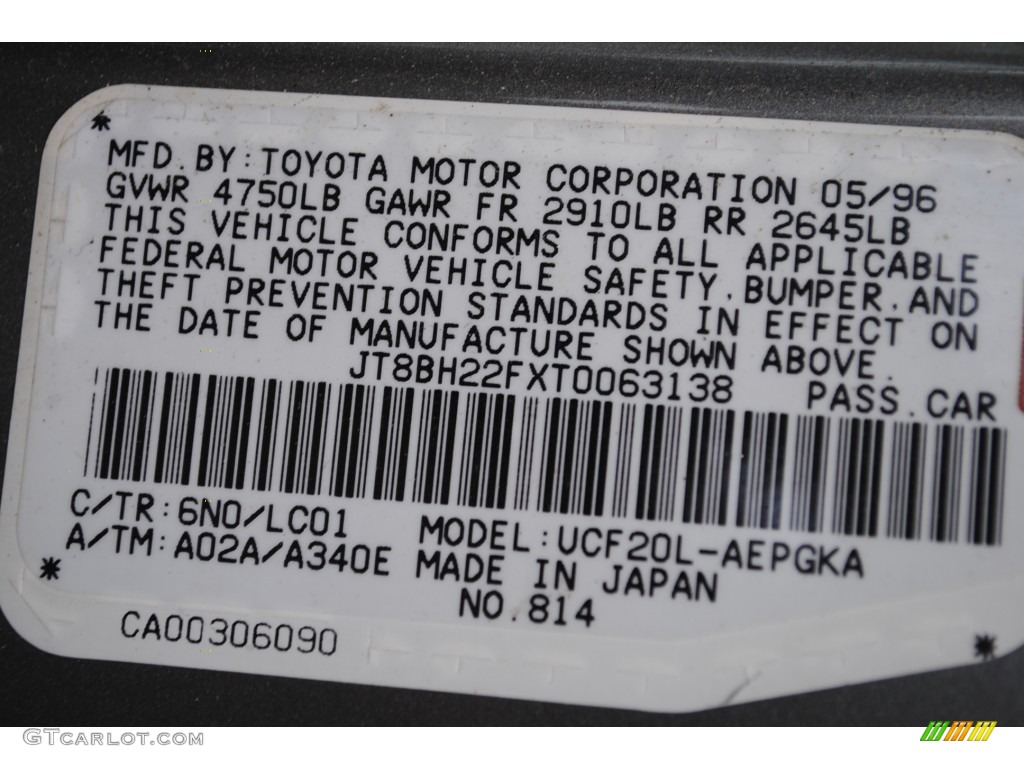 MFD. BY: TOYOTA MOTOR CORPORATION 05/96
GVWR 4750LB GAWR FR 2910LB RR 2645LB
THIS VEHICLE CONFORMS TO ALL APPLICABLE
FEDERAL MOTOR VEHICLE SAFETY. BUMPER. AND
THEFT PREVENTION STANDARDS IN EFFECT ON
THE DATE OF MANUFACTURE SHOWN ABOVE.
JT8BH22FXT0063138 PASS. CAR
C/TR: 6N0/LC01 MODEL: UCF20L-AEPGKA
A/TM: A02A/A340E MADE IN JAPAN
NO. 814
CA00306090
GTCARLOT.COM